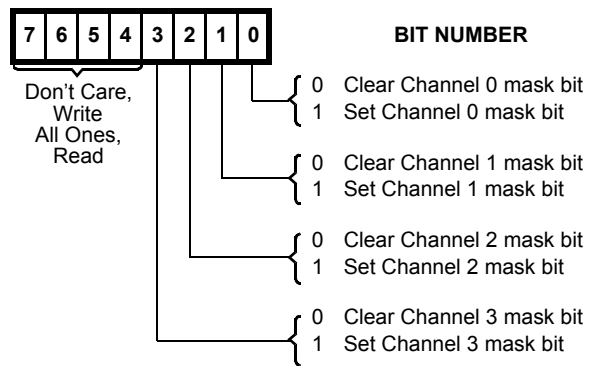 7 6 5 4 3 2 1 0 BIT NUMBER
Don't Care,
Write
All Ones,
Read
0 Clear Channel 0 mask bit
1 Set Channel 0 mask bit
0 Clear Channel 1 mask bit
1 Set Channel 1 mask bit
0 Clear Channel 2 mask bit
1 Set Channel 2 mask bit
0 Clear Channel 3 mask bit
1 Set Channel 3 mask bit